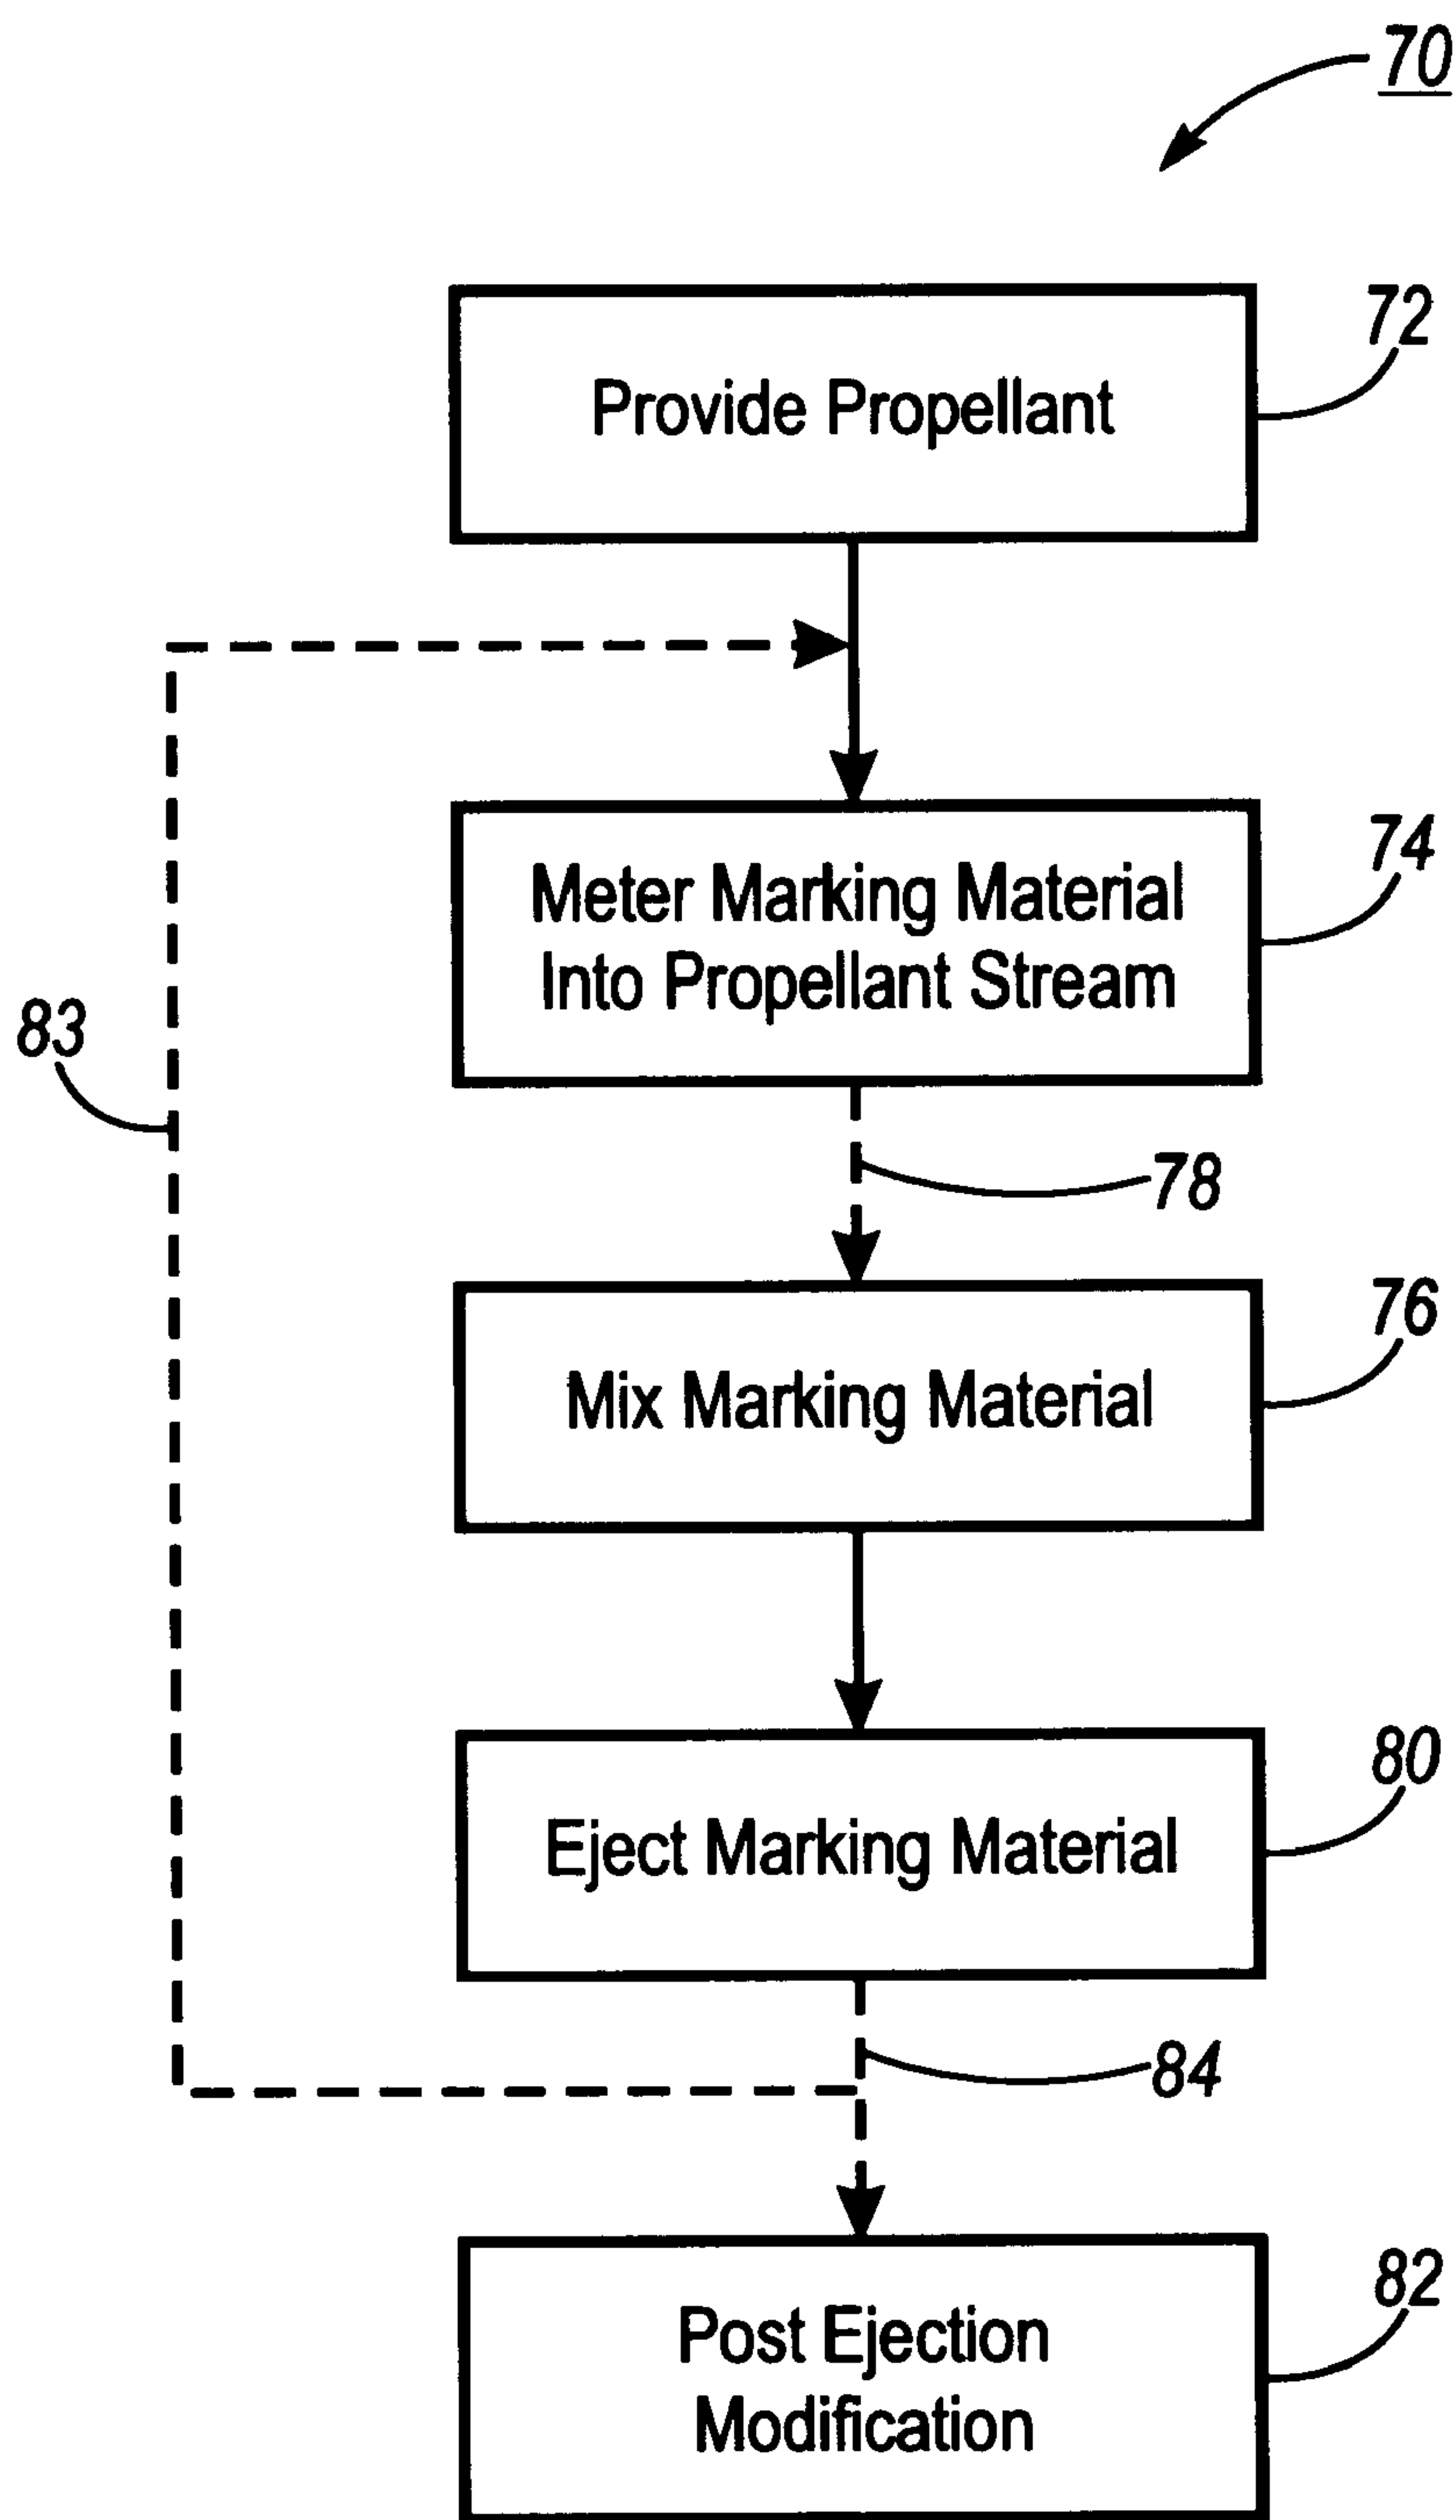 70
72
Provide Propellant
74
Meter Marking Material
Into Propellant Stream
83
78
76
Mix Marking Material
80
Eject Marking Material
84
82
Post Ejection
Modification